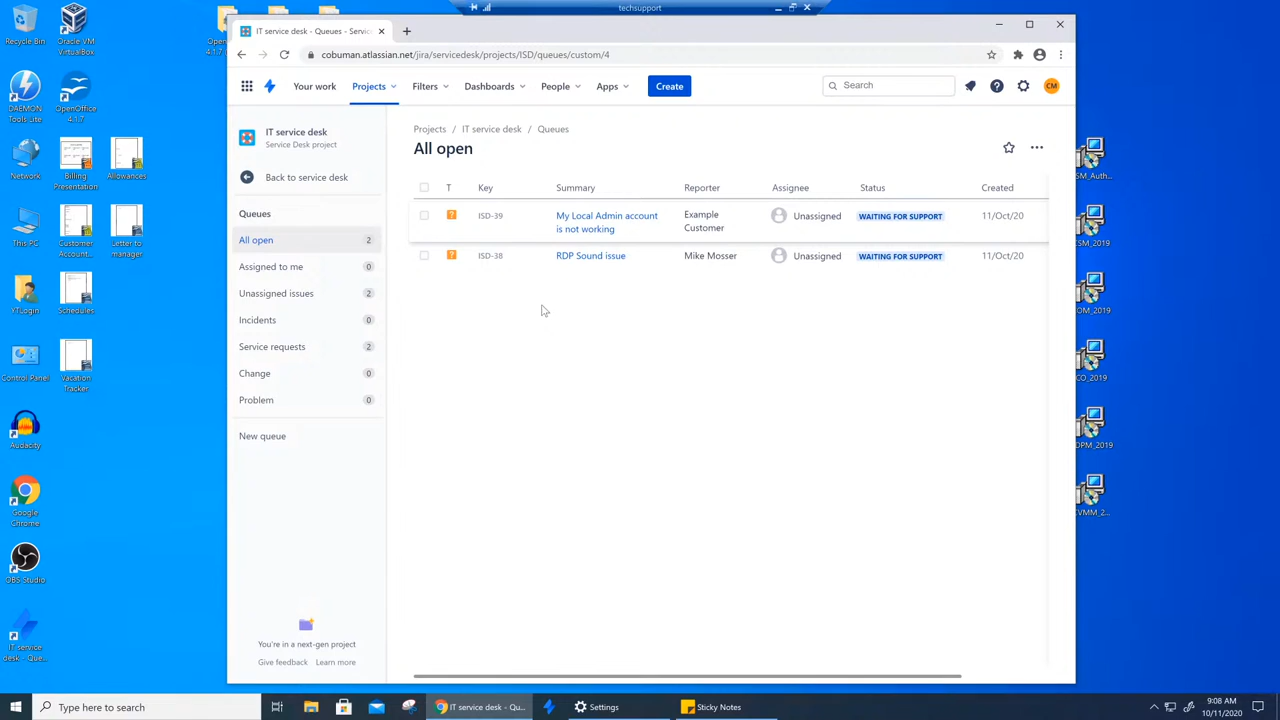 techsupport
Recycle Bin
Oracle VM
VirtualBox
DAEMON
Tools Lite
OpenOffice
4.1.7
Network
Billing
Presentation
Allowances
This PC
Customer
Account...
Letter to
manager
YTLogin
Schedules
Control Panel
Vacation
Tracker
Audacity
Google
Chrome
OBS Studio
IT service
desk - Que...
IT service desk - Queues - Servic
cobuman.atlassian.net/jira/servicedesk/projects/ISD/queues/custom/4
Your work
Projects
Filters
Dashboards
People
Apps
Create
Search
CM
IT service desk
Service Desk project
Back to service desk
Queues
All open 2
Assigned to me 0
Unassigned issues 2
Incidents 0
Service requests 2
Change 0
Problem 0
New queue
You're in a next-gen project
Give feedback Learn more
Projects / IT service desk / Queues
All open
T Key Summary Reporter Assignee Status Created
ISD-39 My Local Admin account is not working Example Customer Unassigned WAITING FOR SUPPORT 11/Oct/20
ISD-38 RDP Sound issue Mike Mosser Unassigned WAITING FOR SUPPORT 11/Oct/20
SM_Auth...
SM_2019
OM_2019
CO_2019
DPM_2019
VMM_2...
Type here to search
IT service desk - Qu...
Settings
Sticky Notes
9:08 AM
10/11/2020